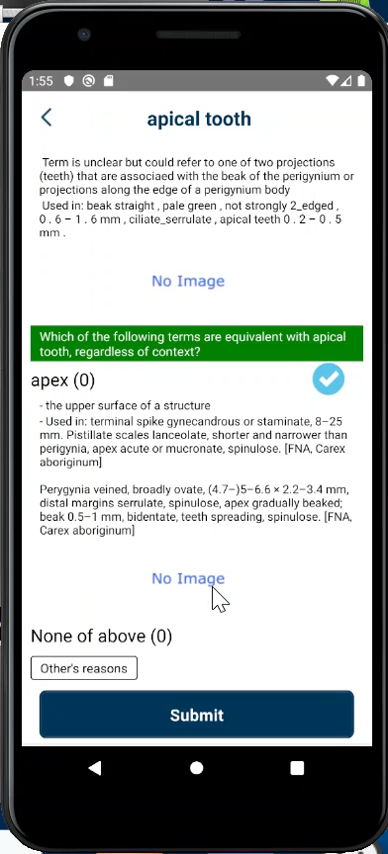 1:55
apical tooth
Term is unclear but could refer to one of two projections
(teeth) that are associaed with the beak of the perigynium or
projections along the edge of a perigynium body
Used in: beak straight , pale green , not strongly 2_edged ,
0 . 6 – 1 . 6 mm , ciliate_serrulate , apical teeth 0 . 2 – 0 . 5
mm .
No Image
Which of the following terms are equivalent with apical
tooth, regardless of context?
apex (0)
- the upper surface of a structure
- Used in: terminal spike gynecandrous or staminate, 8–25
mm. Pistillate scales lanceolate, shorter and narrower than
perigynia, apex acute or mucronate, spinulose. [FNA, Carex
aboriginum]
Perygynia veined, broadly ovate, (4.7–)5–6.6 × 2.2–3.4 mm,
distal margins serrulate, spinulose, apex gradually beaked;
beak 0.5–1 mm, bidentate, teeth spreading, spinulose. [FNA,
Carex aboriginum]
No Image
None of above (0)
Other's reasons
Submit